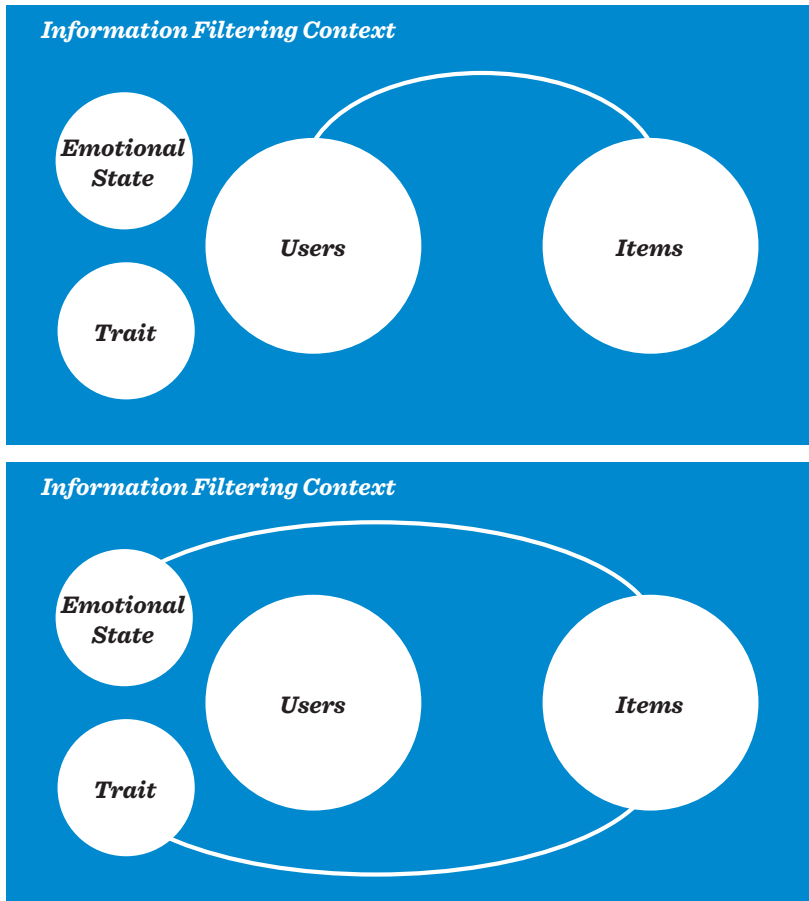 Information Filtering Context
Emotional
State
Users
Items
Trait
Information Filtering Context
Emotional
State
Users
Items
Trait